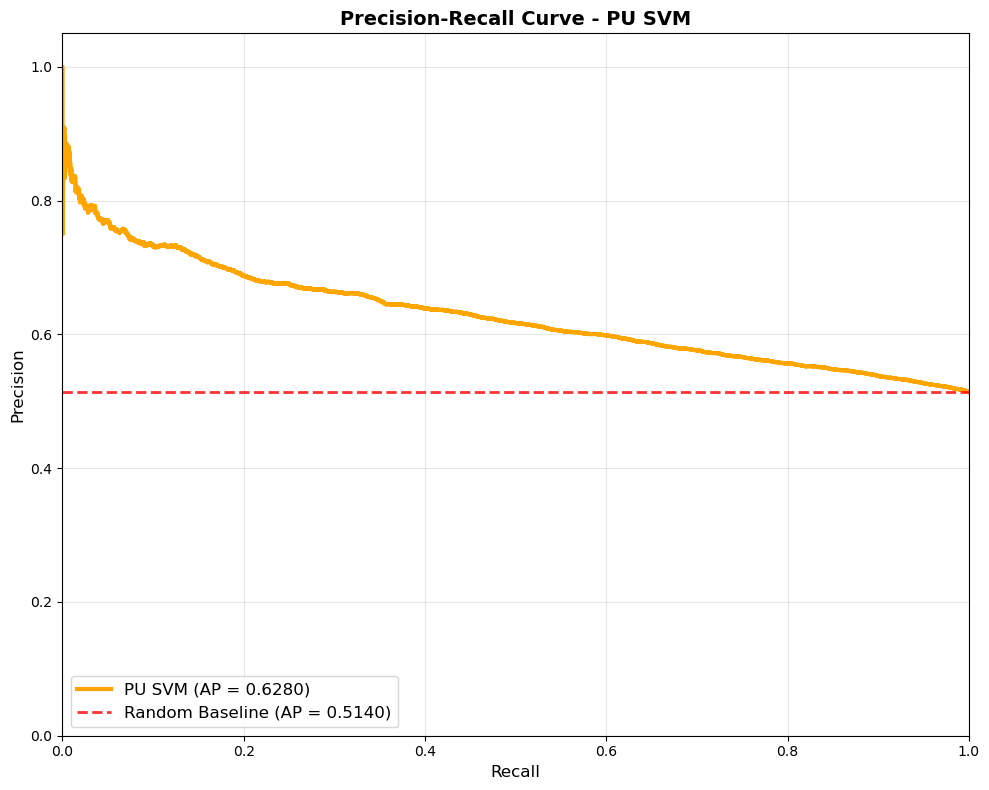 Precision-Recall Curve - PU SVM
1.0
0.8
0.6
0.4
0.2
0.0
Precision
PU SVM (AP = 0.6280)
Random Baseline (AP = 0.5140)
0.0 0.2 0.4 0.6 0.8 1.0
Recall